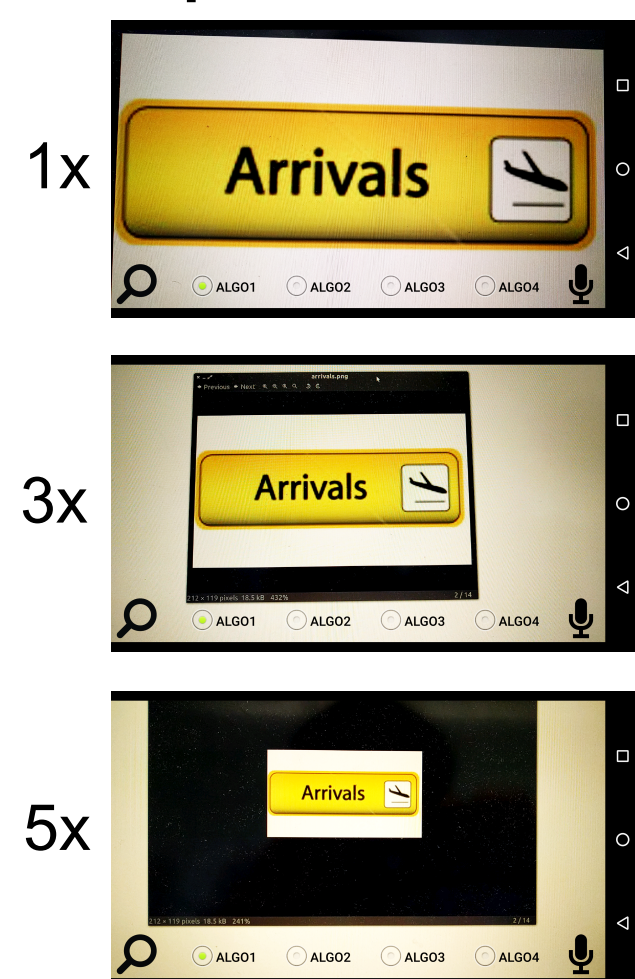 1x
Arrivals
ALGO1 ALGO2 ALGO3 ALGO4
3x
arrivals.png
Previous Next
Arrivals
212 × 119 pixels 18.5 kB 432% 2 / 14
ALGO1 ALGO2 ALGO3 ALGO4
5x
Arrivals
212 × 119 pixels 18.5 kB 241% 2 / 14
ALGO1 ALGO2 ALGO3 ALGO4